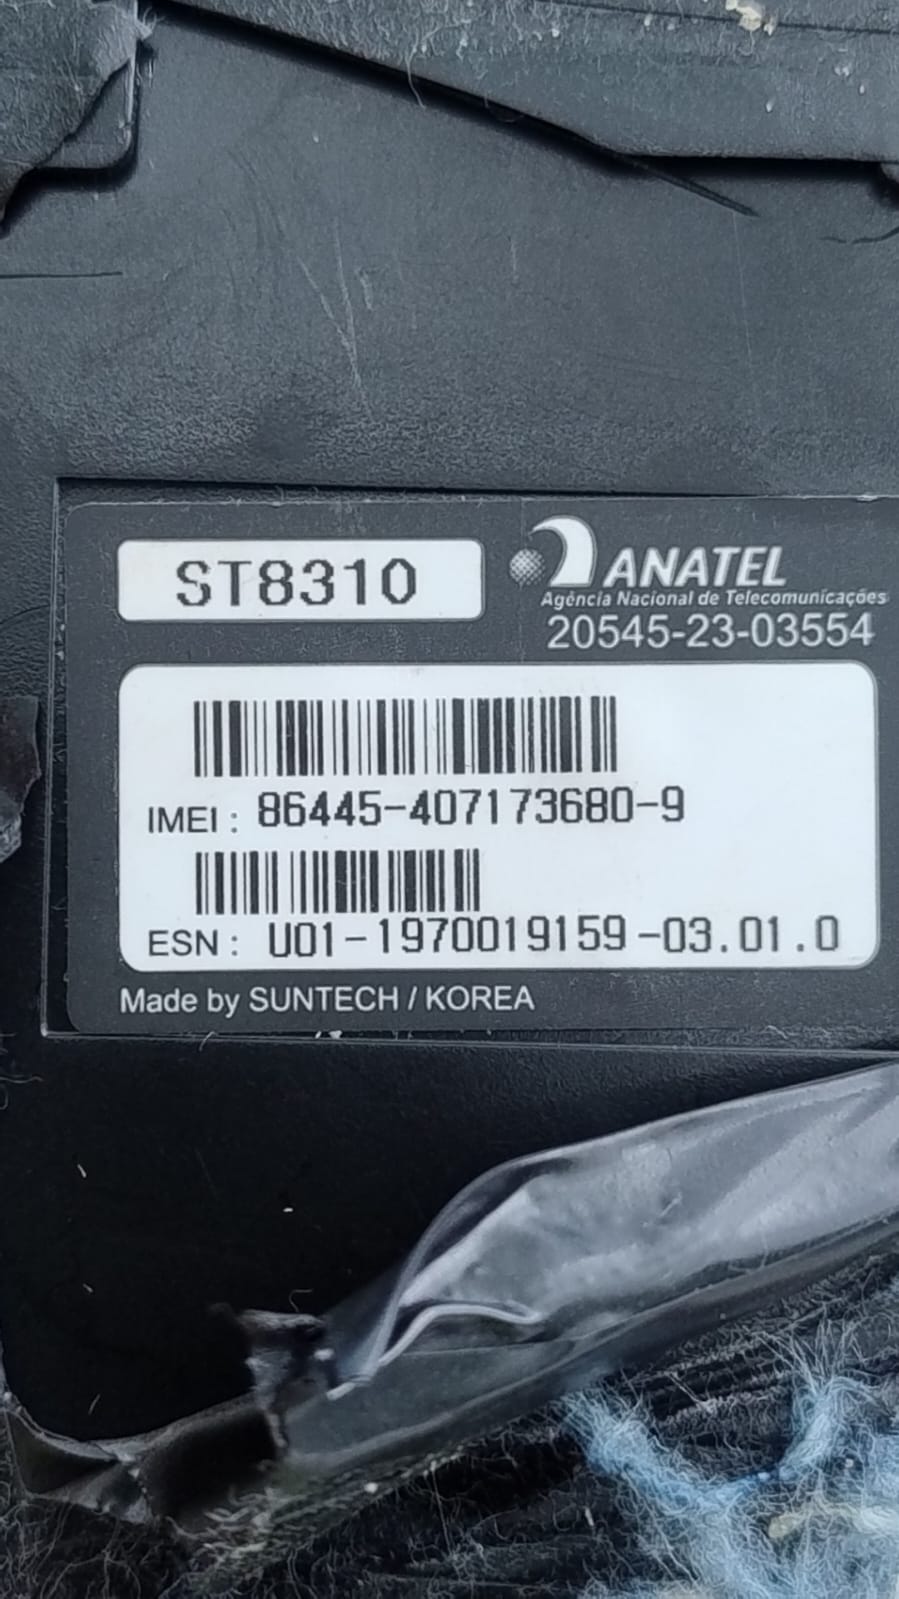 ST8310
ANATEL
Agência Nacional de Telecomunicações
20545-23-03554
IMEI : 86445-407173680-9
ESN : U01-1970019159-03.01.0
Made by SUNTECH / KOREA